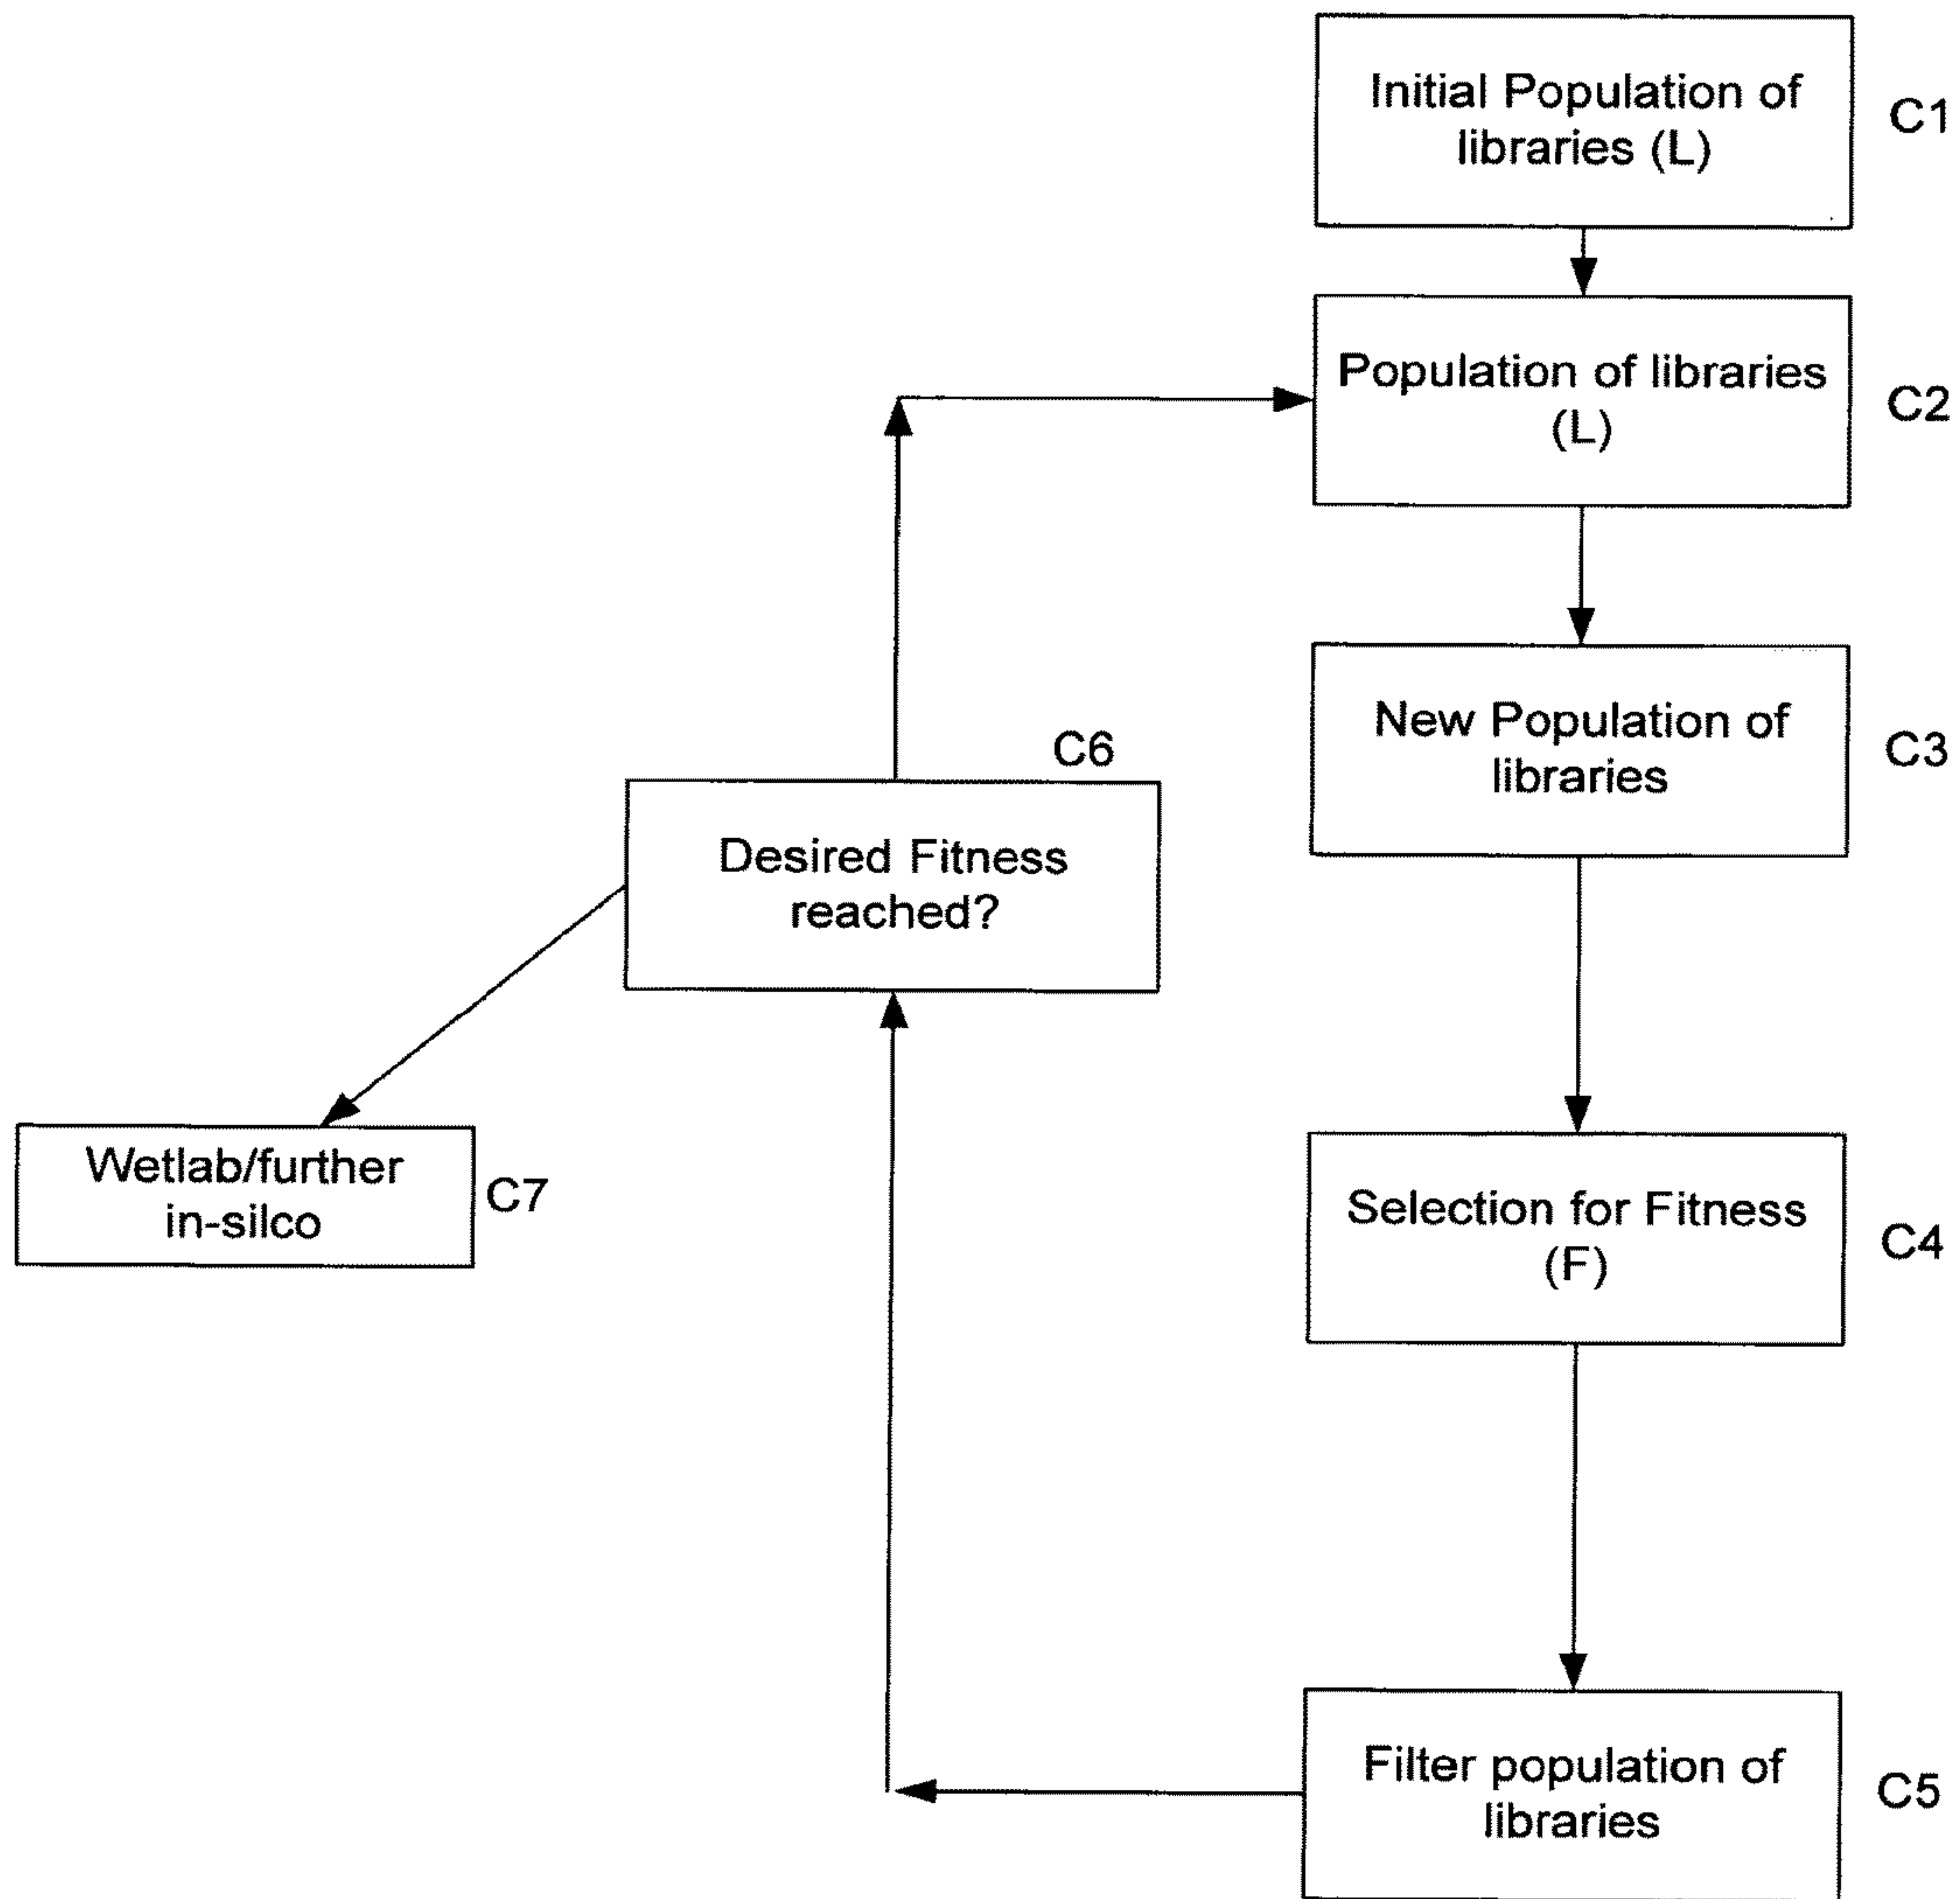 Initial Population of
libraries (L)
C1
Population of libraries
(L)
C2
New Population of
libraries
C3
C6
Desired Fitness
reached?
Wetlab/further
in-silco
C7
Selection for Fitness
(F)
C4
Filter population of
libraries
C5